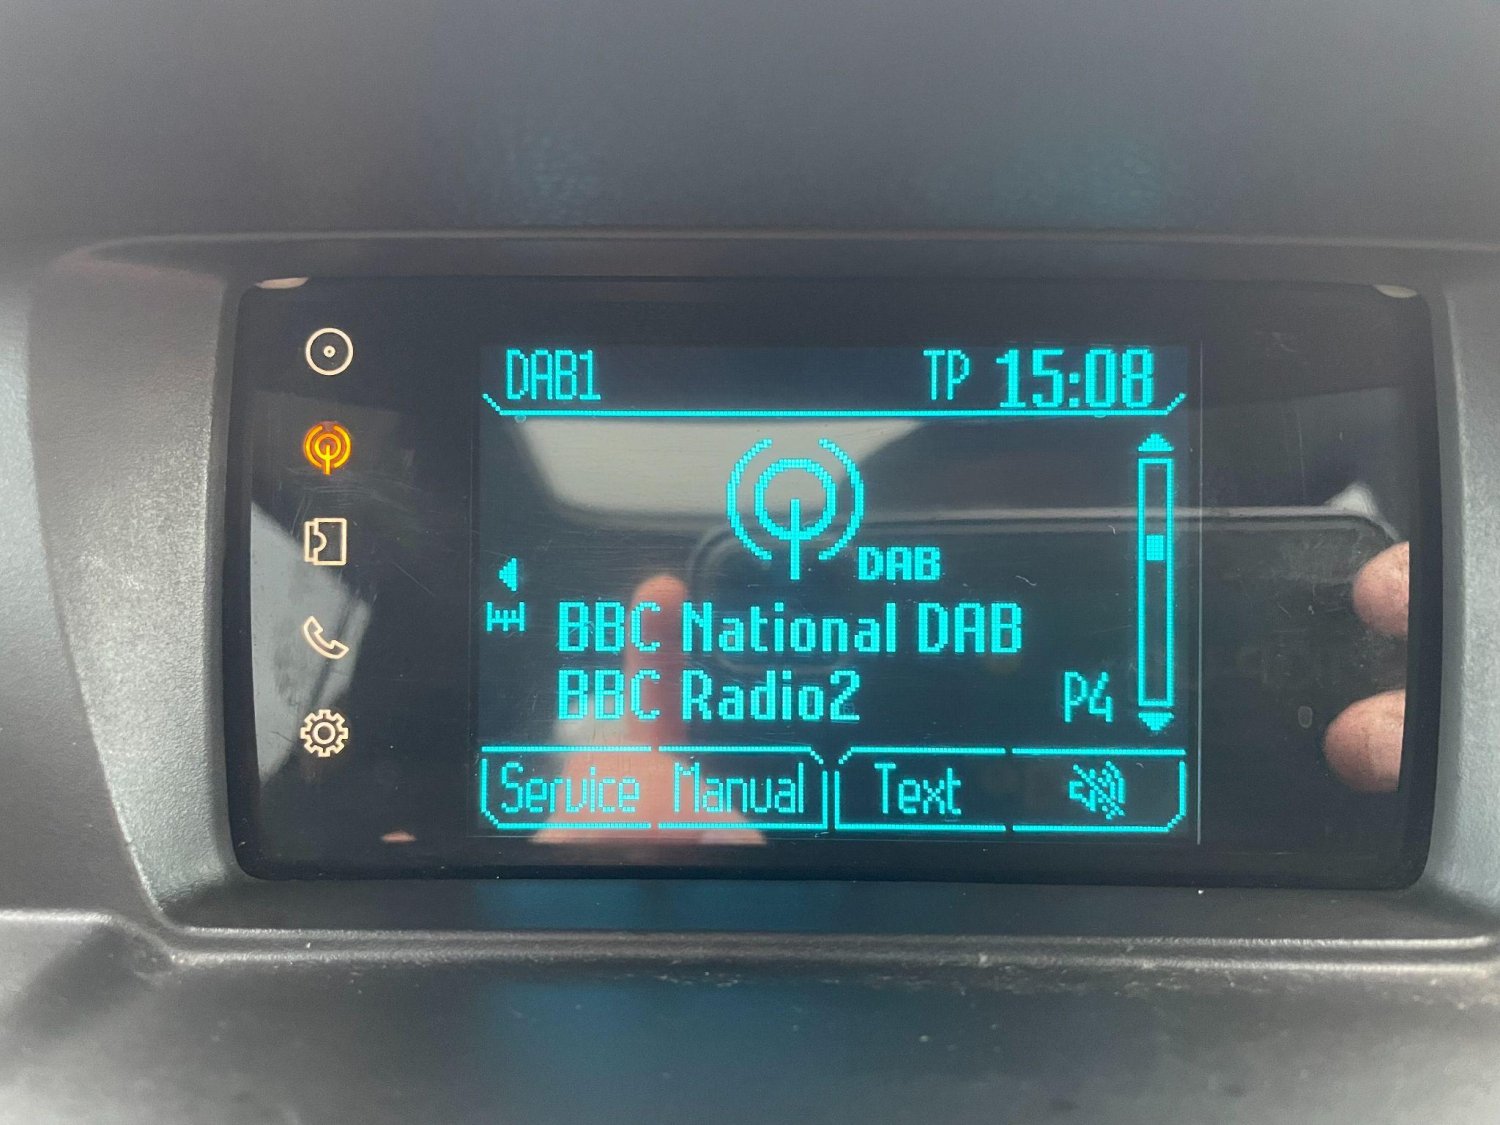 DAB1 TP 15:08
DAB
BBC National DAB
BBC Radio2 P4
Service Manual Text